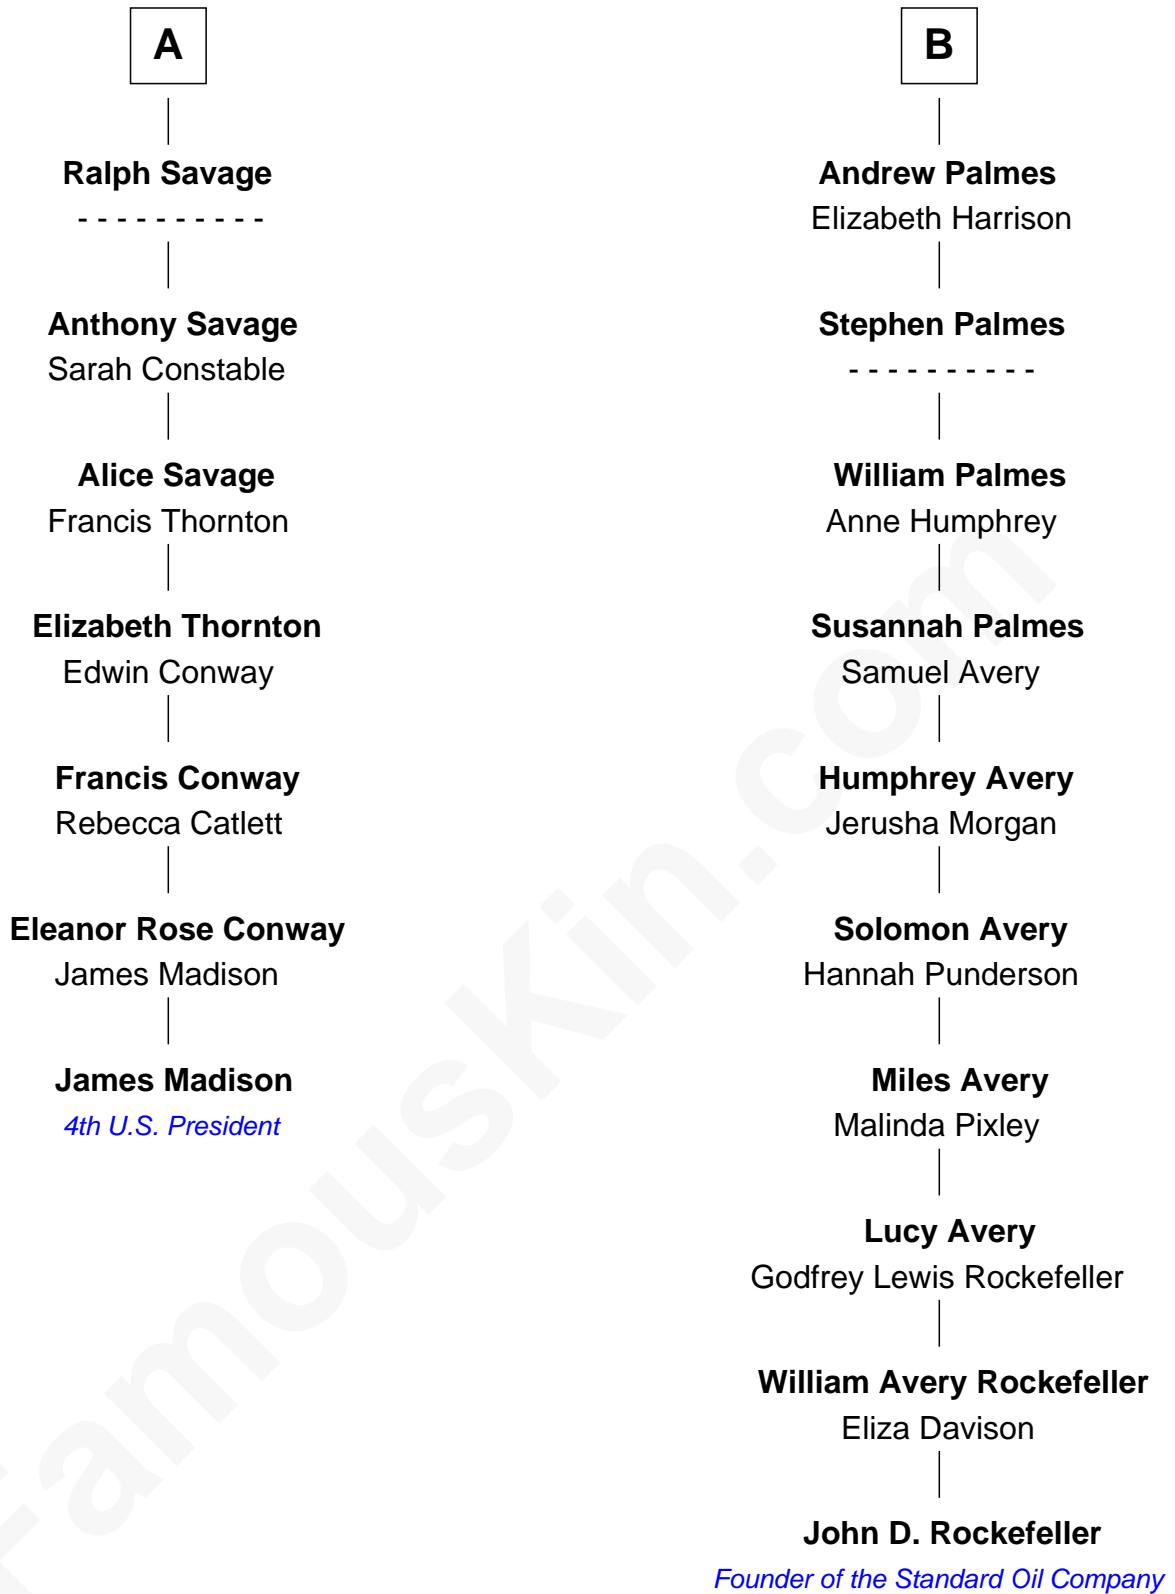 A
Ralph Savage
- - - - - - - - - -
Anthony Savage
Sarah Constable
Alice Savage
Francis Thornton
Elizabeth Thornton
Edwin Conway
Francis Conway
Rebecca Catlett
Eleanor Rose Conway
James Madison
James Madison
4th U.S. President
B
Andrew Palmes
Elizabeth Harrison
Stephen Palmes
- - - - - - - - - -
William Palmes
Anne Humphrey
Susannah Palmes
Samuel Avery
Humphrey Avery
Jerusha Morgan
Solomon Avery
Hannah Punderson
Miles Avery
Malinda Pixley
Lucy Avery
Godfrey Lewis Rockefeller
William Avery Rockefeller
Eliza Davison
John D. Rockefeller
Founder of the Standard Oil Company
FamousKin.com